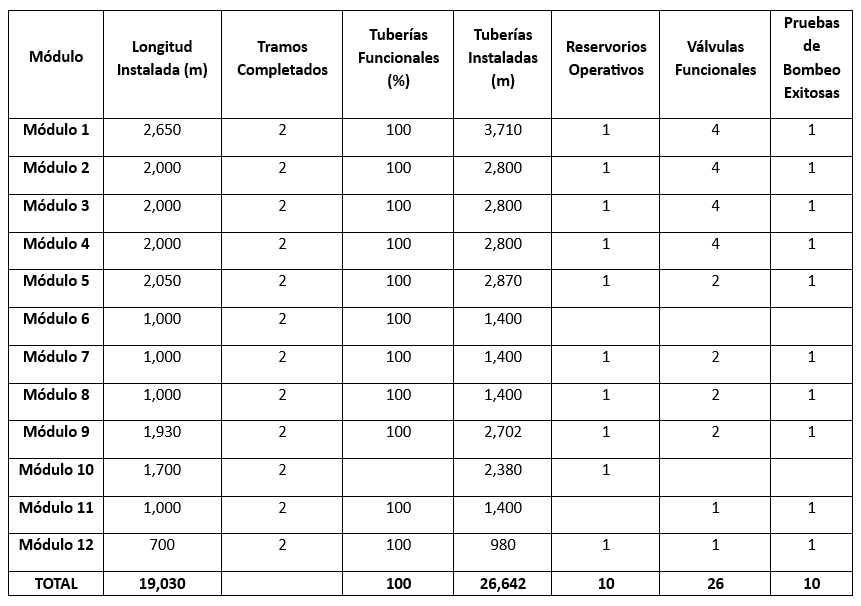 Módulo Longitud Instalada (m) Tramos Completados Tuberías Funcionales (%) Tuberías Instaladas (m) Reservorios Operativos Válvulas Funcionales Pruebas de Bombeo Exitosas
Módulo 1 2,650 2 100 3,710 1 4 1
Módulo 2 2,000 2 100 2,800 1 4 1
Módulo 3 2,000 2 100 2,800 1 4 1
Módulo 4 2,000 2 100 2,800 1 4 1
Módulo 5 2,050 2 100 2,870 1 2 1
Módulo 6 1,000 2 100 1,400
Módulo 7 1,000 2 100 1,400 1 2 1
Módulo 8 1,000 2 100 1,400 1 2 1
Módulo 9 1,930 2 100 2,702 1 2 1
Módulo 10 1,700 2 2,380 1
Módulo 11 1,000 2 100 1,400 1 1
Módulo 12 700 2 100 980 1 1 1
TOTAL 19,030 100 26,642 10 26 10